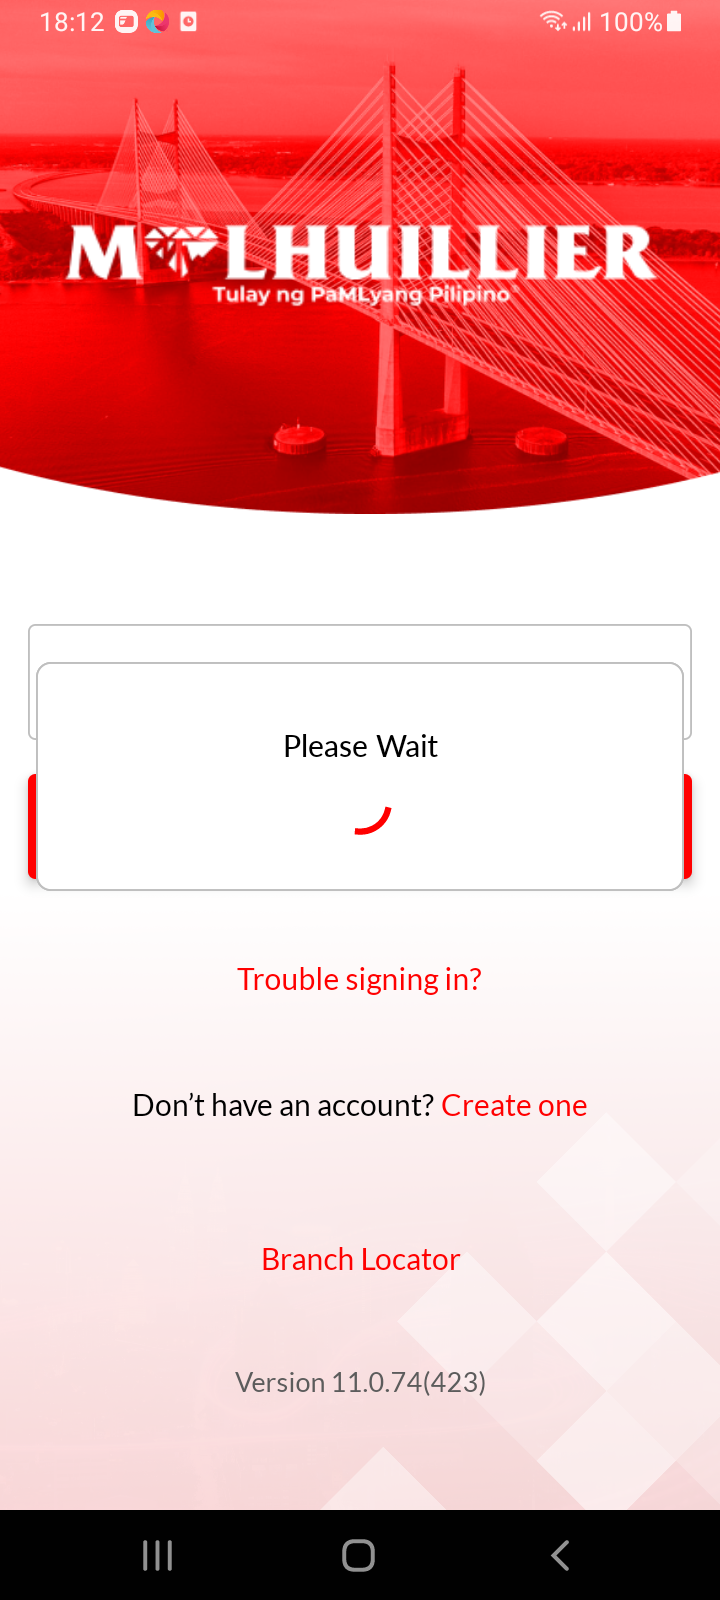 18:12
100%
M LHUILLIER
Tulay ng PaMLyang Pilipino
Please Wait
Trouble signing in?
Don’t have an account? Create one
Branch Locator
Version 11.0.74(423)